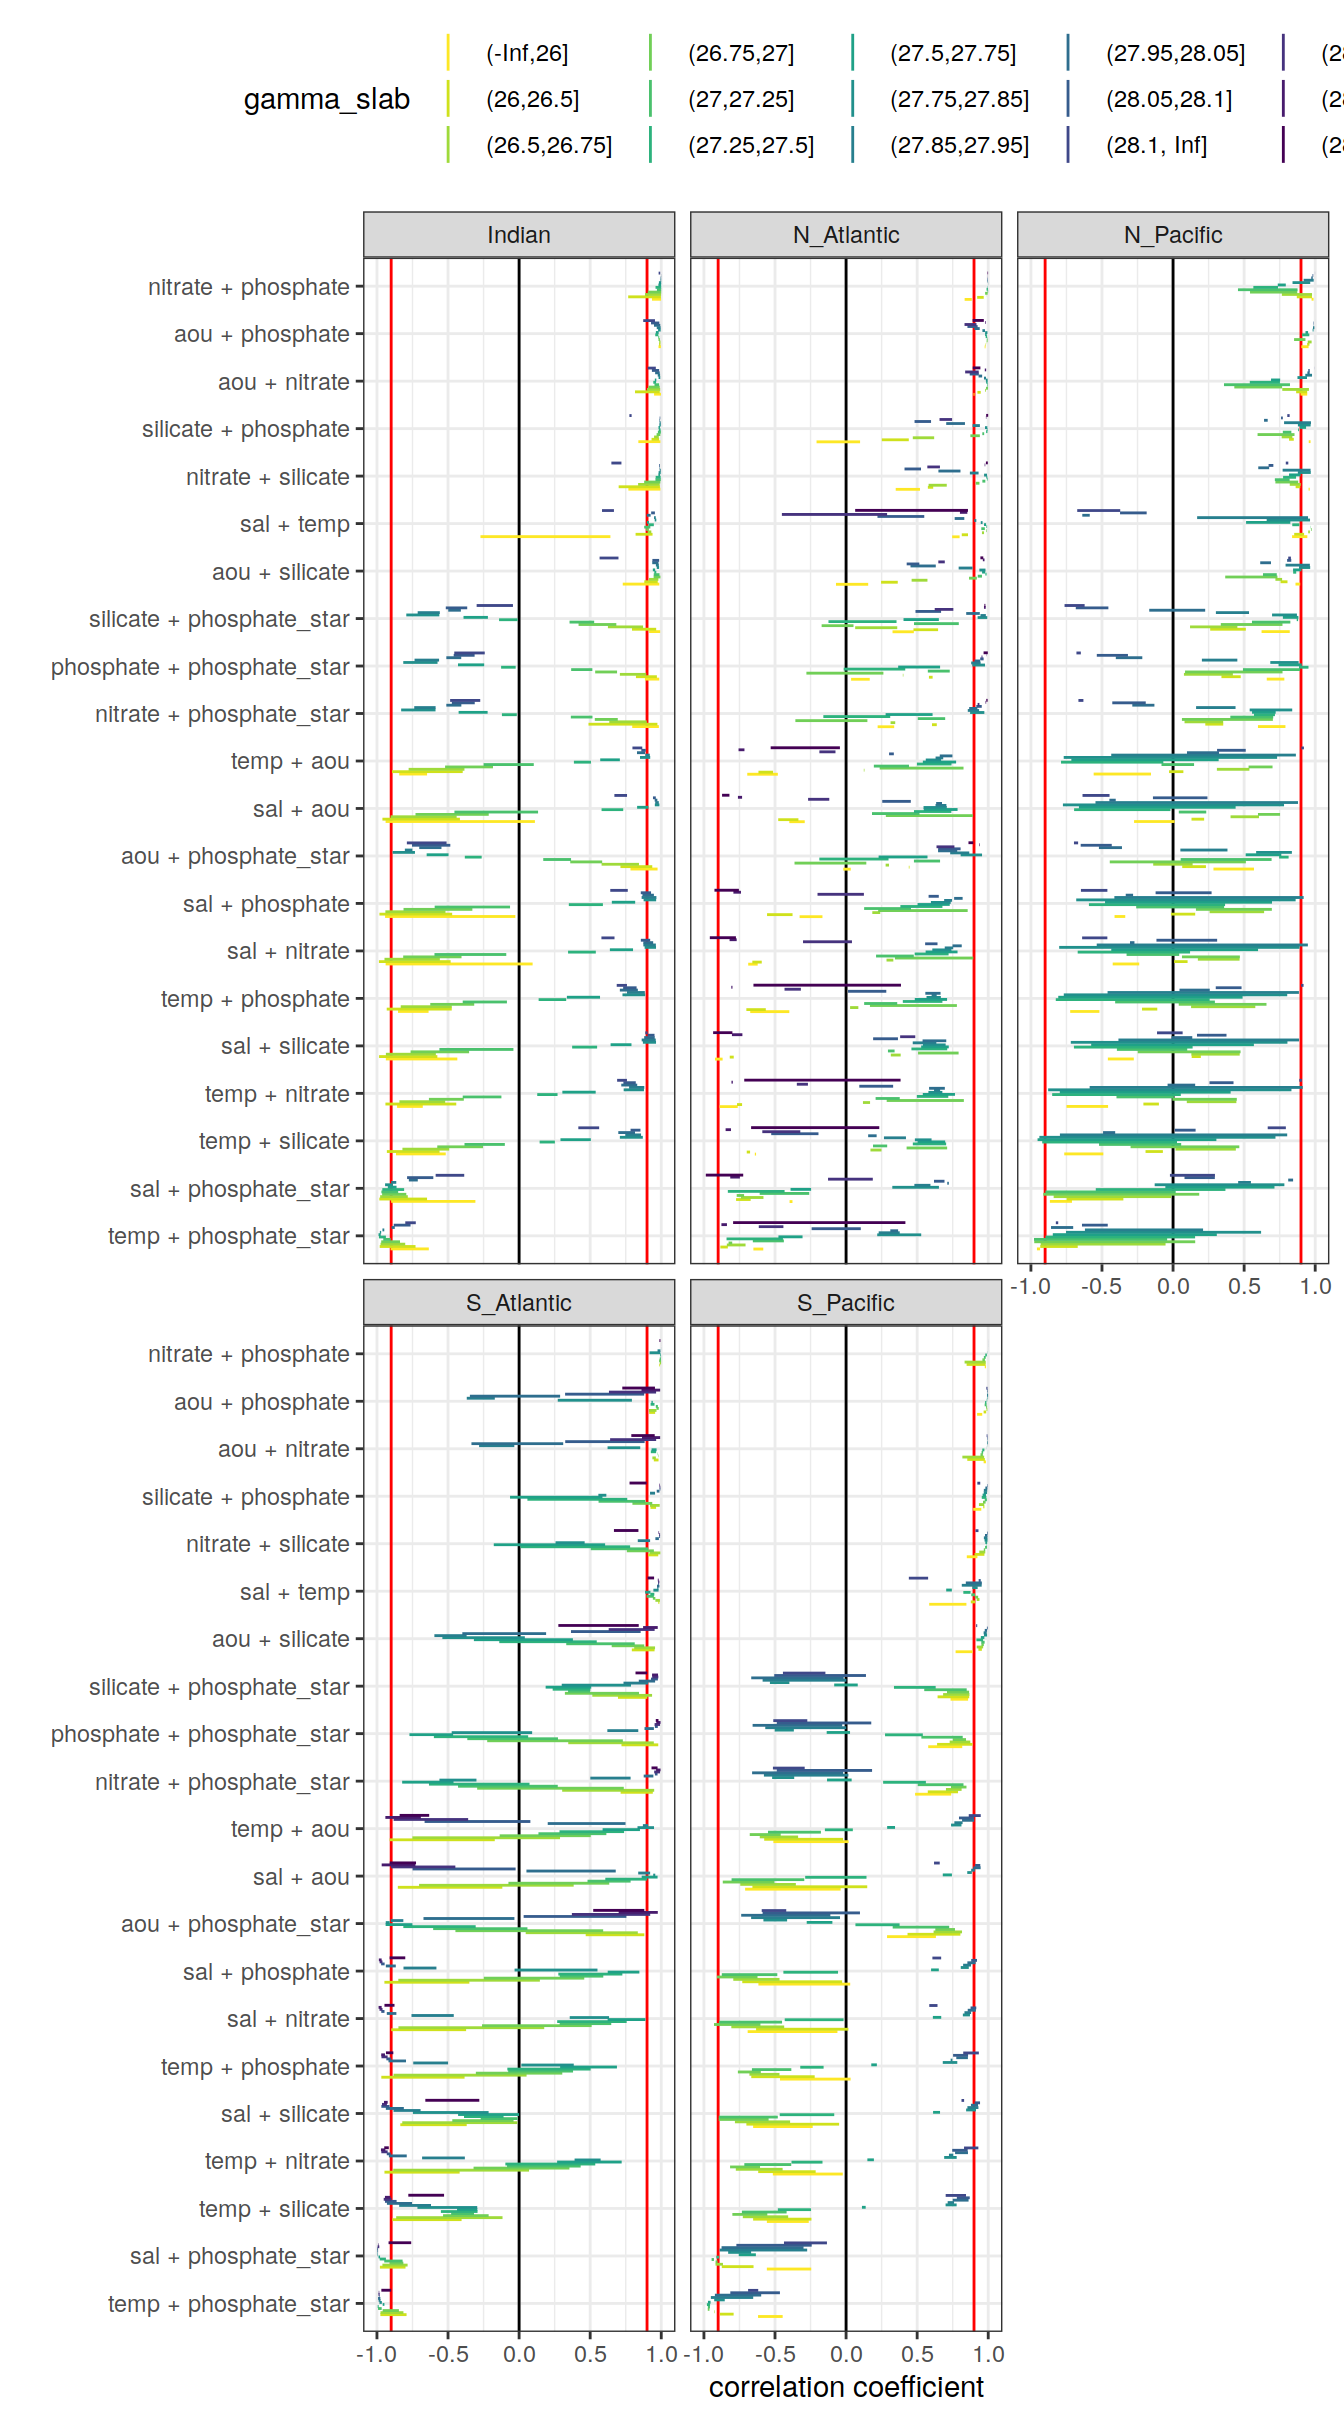 gamma_slab
(-Inf,26]
(26.75,27]
(27.5,27.75]
(27.95,28.05]
(26,26.5]
(27,27.25]
(27.75,27.85]
(28.05,28.1]
(26.5,26.75]
(27.25,27.5]
(27.85,27.95]
(28.1, Inf]
Indian
N_Atlantic
N_Pacific
nitrate + phosphate
aou + phosphate
aou + nitrate
silicate + phosphate
nitrate + silicate
sal + temp
aou + silicate
silicate + phosphate_star
phosphate + phosphate_star
nitrate + phosphate_star
temp + aou
sal + aou
aou + phosphate_star
sal + phosphate
sal + nitrate
temp + phosphate
sal + silicate
temp + nitrate
temp + silicate
sal + phosphate_star
temp + phosphate_star
-1.0 -0.5 0.0 0.5 1.0
S_Atlantic
S_Pacific
nitrate + phosphate
aou + phosphate
aou + nitrate
silicate + phosphate
nitrate + silicate
sal + temp
aou + silicate
silicate + phosphate_star
phosphate + phosphate_star
nitrate + phosphate_star
temp + aou
sal + aou
aou + phosphate_star
sal + phosphate
sal + nitrate
temp + phosphate
sal + silicate
temp + nitrate
temp + silicate
sal + phosphate_star
temp + phosphate_star
-1.0 -0.5 0.0 0.5 1.0
-1.0 -0.5 0.0 0.5 1.0
correlation coefficient